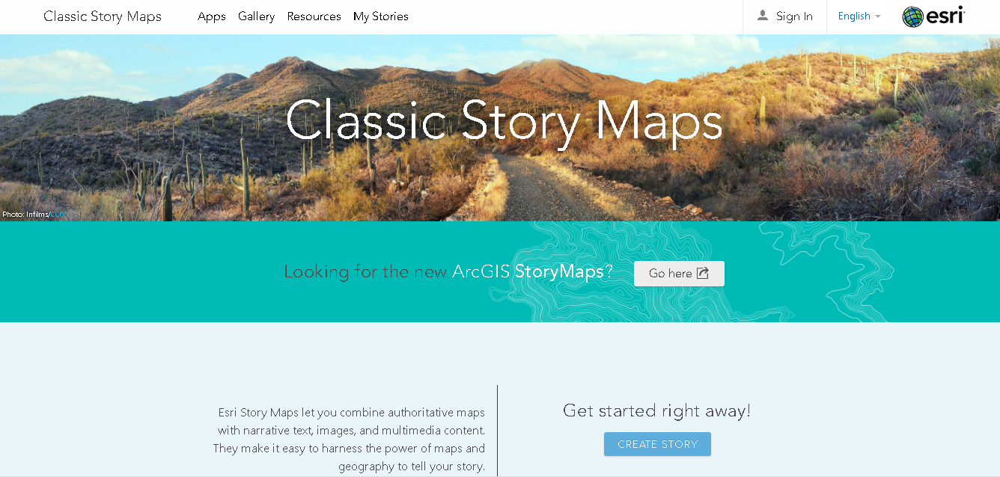 Classic Story Maps
Apps Gallery Resources My Stories
Sign In
English
esri
Classic Story Maps
Photo: Infilms/CC0
Looking for the new ArcGIS StoryMaps?
Go here
Esri Story Maps let you combine authoritative maps
with narrative text, images, and multimedia content.
They make it easy to harness the power of maps and
geography to tell your story.
Get started right away!
CREATE STORY